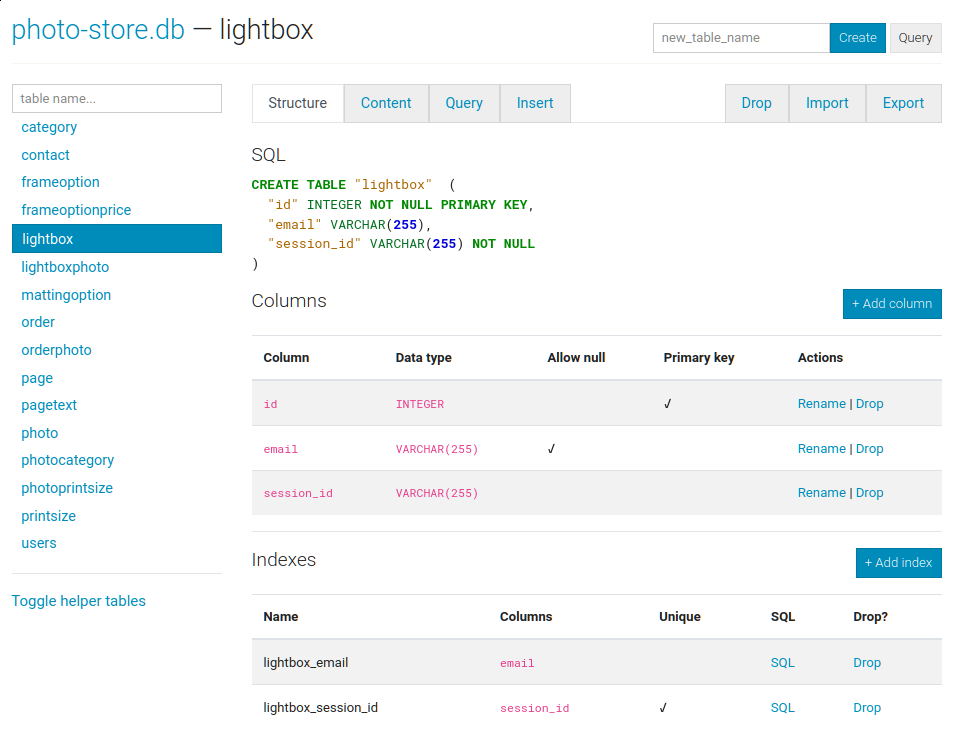 photo-store.db — lightbox
new_table_name Create Query
table name...
category
contact
frameoption
frameoptionprice
lightbox
lightboxphoto
mattingoption
order
orderphoto
page
pagetext
photo
photocategory
photoprintsize
printsize
users
Toggle helper tables
Structure Content Query Insert Drop Import Export
SQL
CREATE TABLE "lightbox" (
"id" INTEGER NOT NULL PRIMARY KEY,
"email" VARCHAR(255),
"session_id" VARCHAR(255) NOT NULL
)
Columns + Add column
Column Data type Allow null Primary key Actions
id INTEGER ✓ Rename | Drop
email VARCHAR(255) ✓ Rename | Drop
session_id VARCHAR(255) Rename | Drop
Indexes + Add index
Name Columns Unique SQL Drop?
lightbox_email email SQL Drop
lightbox_session_id session_id ✓ SQL Drop